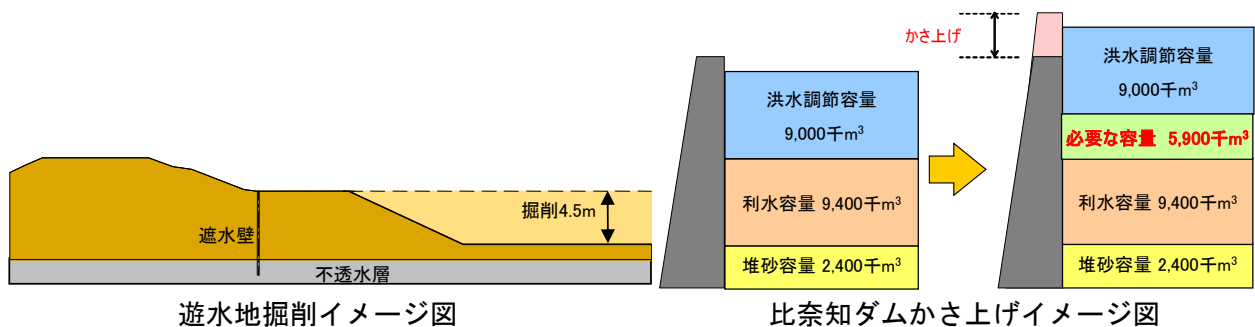 遮水壁
掘削4.5m
不透水層
遊水地掘削イメージ図
洪水調節容量
9,000千m³
利水容量 9,400千m³
堆砂容量 2,400千m³
かさ上げ
洪水調節容量
9,000千m³
必要な容量 5,900千m³
利水容量 9,400千m³
堆砂容量 2,400千m³
比奈知ダムかさ上げイメージ図